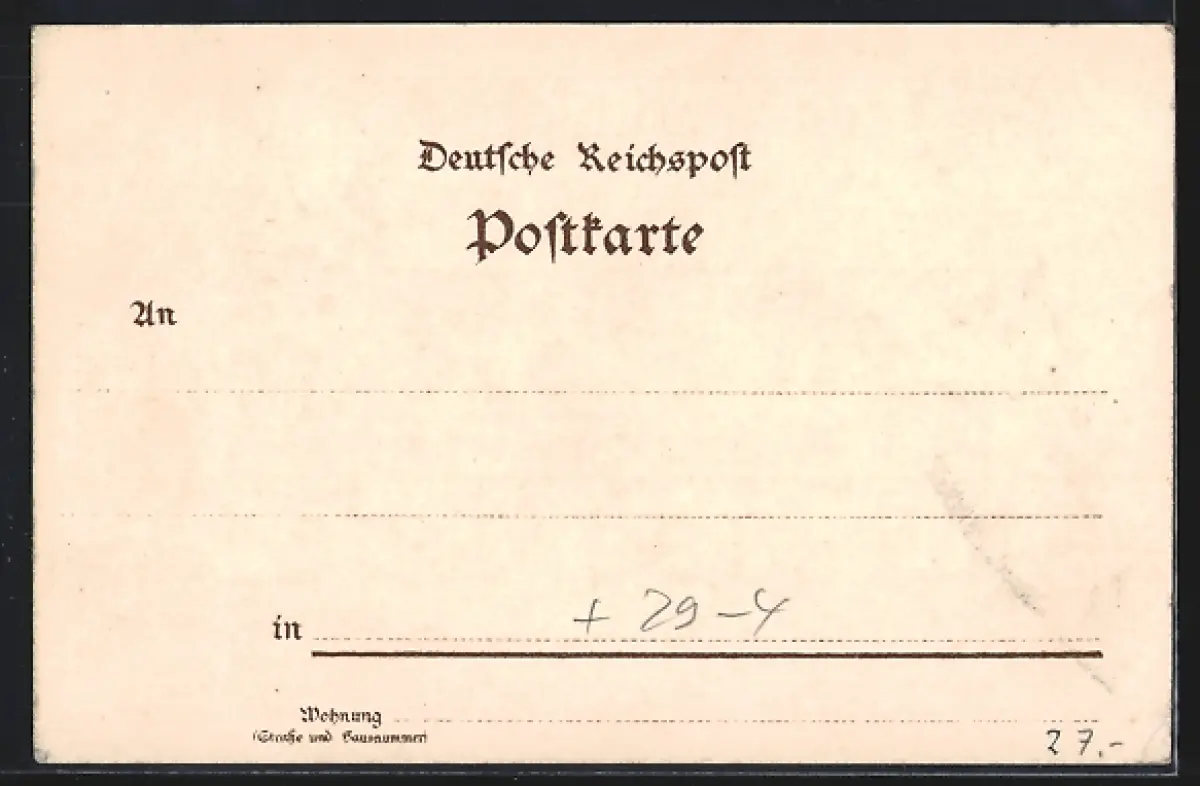 Deutsche Reichspost
Postkarte
An
in + 29-4
Wohnung
(Straße und Hausnummer)
27.-